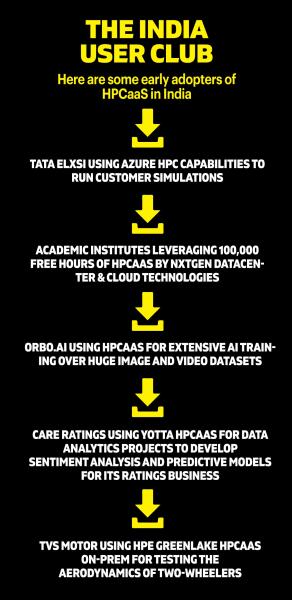 THE INDIA
USER CLUB
Here are some early adopters of
HPCaaS in India
TATA ELXSI USING AZURE HPC CAPABILITIES TO
RUN CUSTOMER SIMULATIONS
ACADEMIC INSTITUTES LEVERAGING 100,000
FREE HOURS OF HPCAAS BY NXTGEN DATACEN-
TER & CLOUD TECHNOLOGIES
ORBO.AI USING HPCAAS FOR EXTENSIVE AI TRAIN-
ING OVER HUGE IMAGE AND VIDEO DATASETS
CARE RATINGS USING YOTTA HPCAAS FOR DATA
ANALYTICS PROJECTS TO DEVELOP
SENTIMENT ANALYSIS AND PREDICTIVE MODELS
FOR ITS RATINGS BUSINESS
TVS MOTOR USING HPE GREENLAKE HPCAAS
ON-PREM FOR TESTING THE
AERODYNAMICS OF TWO-WHEELERS